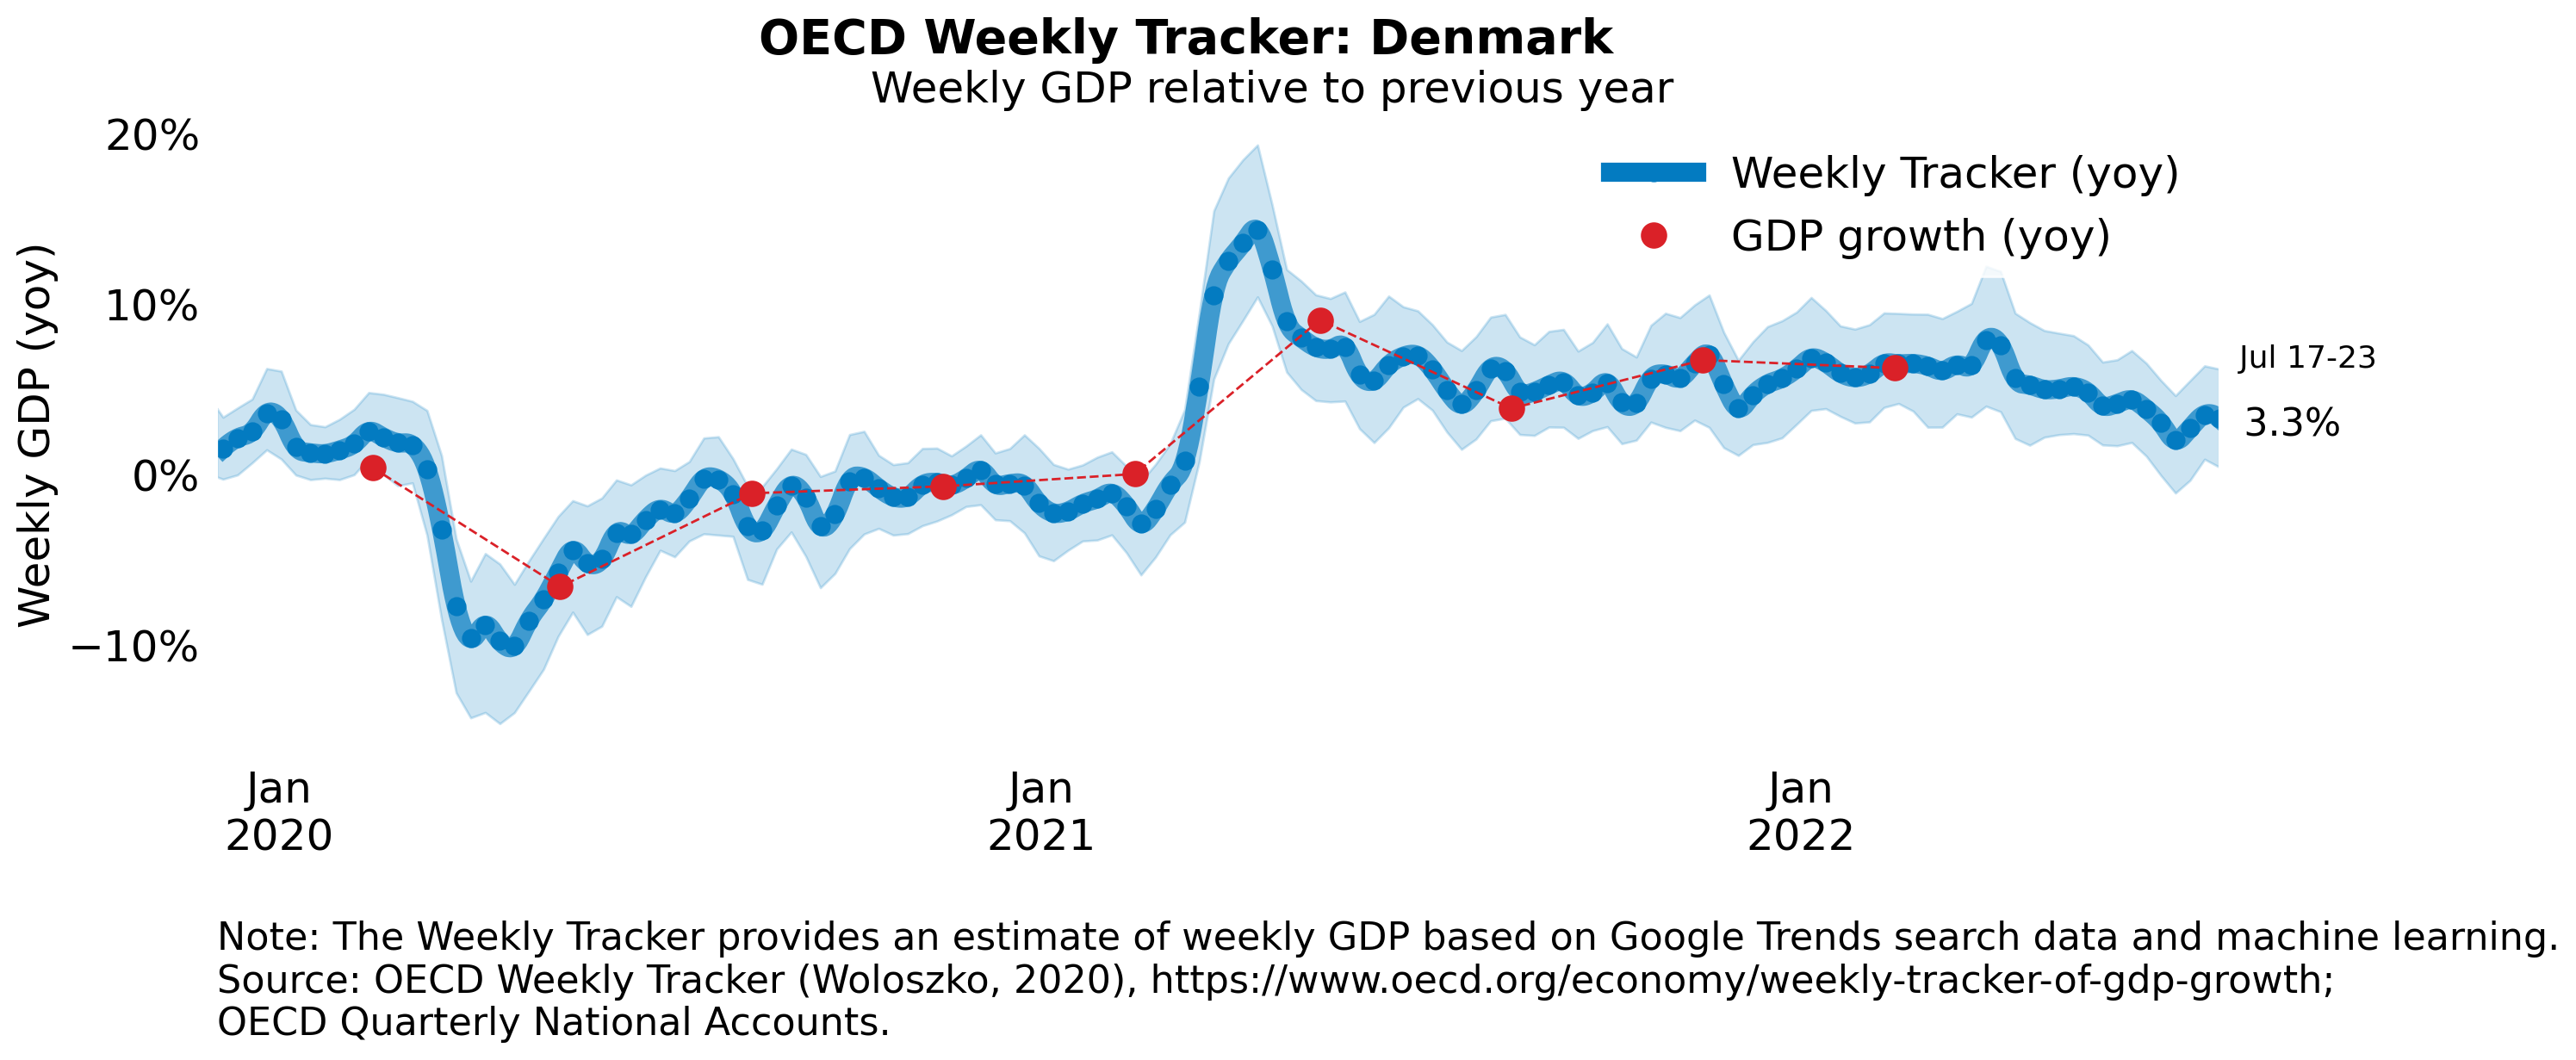 OECD Weekly Tracker: Denmark
Weekly GDP relative to previous year
Weekly GDP (yoy)
20%
10%
0%
−10%
Weekly Tracker (yoy)
GDP growth (yoy)
Jul 17-23
3.3%
Jan
2020
Jan
2021
Jan
2022
Note: The Weekly Tracker provides an estimate of weekly GDP based on Google Trends search data and machine learning.
Source: OECD Weekly Tracker (Woloszko, 2020), https://www.oecd.org/economy/weekly-tracker-of-gdp-growth;
OECD Quarterly National Accounts.